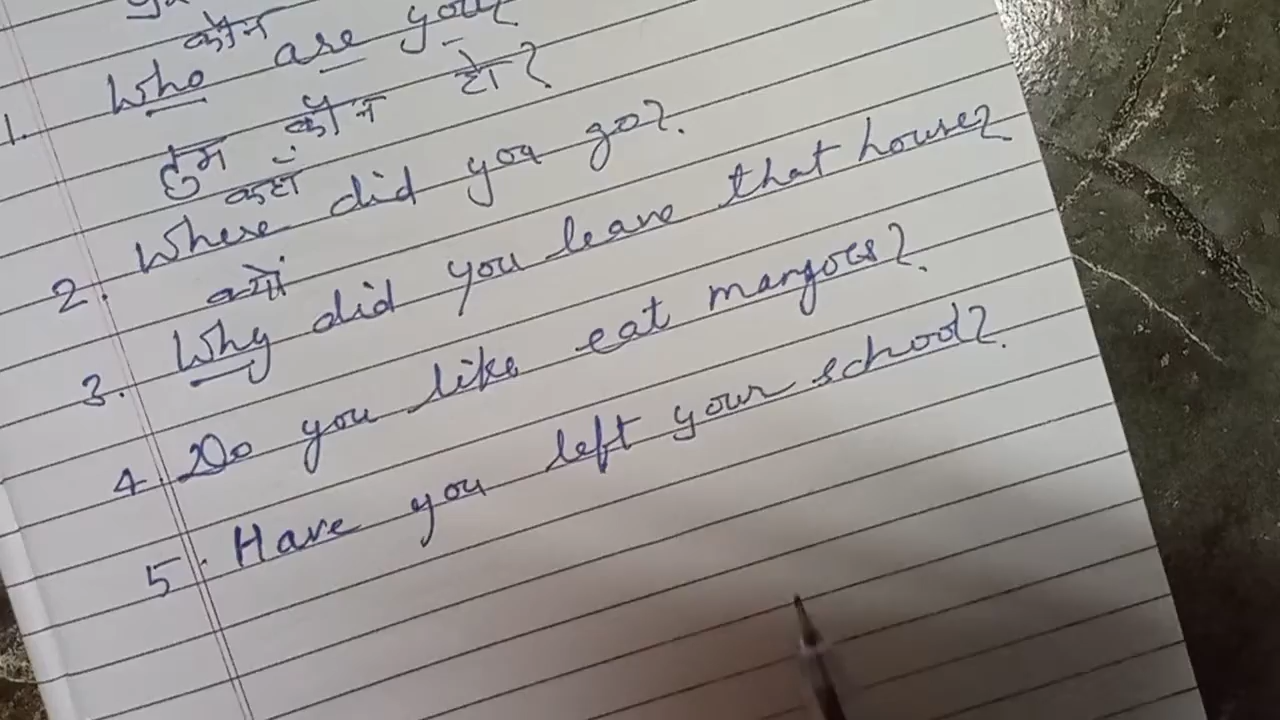 कौन
1. Who are you?
तुम कौन हो?
कहाँ
2. Where did you go?
क्यों
3. Why did you leave that house?
4. Do you like eat mangoes?
5. Have you left your school?